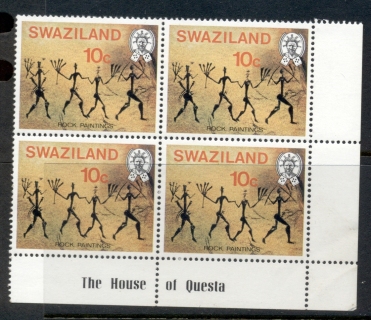 SWAZILAND SWAZILAND
10c 10c
ROCK PAINTINGS ROCK PAINTINGS
SWAZILAND SWAZILAND
10c 10c
ROCK PAINTINGS ROCK PAINTINGS
The House of Questa